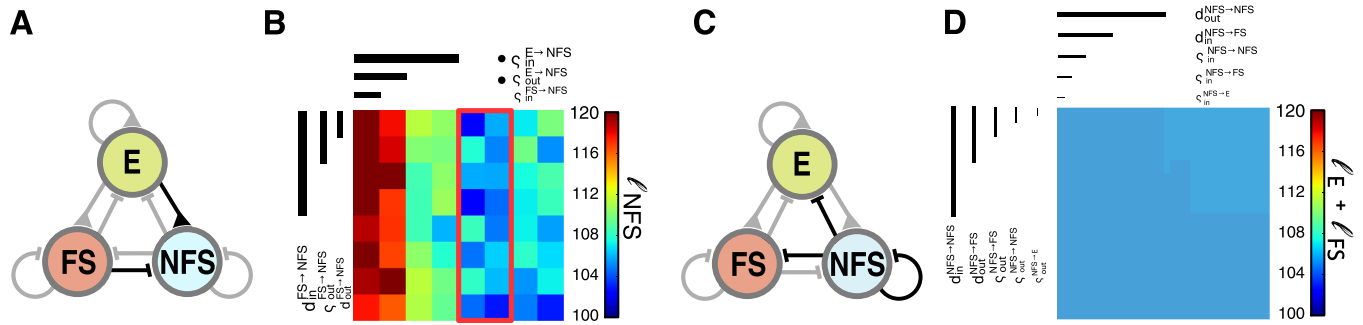 A
E
FS
NFS
B
ς in E→NFS
ς out E→NFS
ς in FS→NFS
d in FS→NFS
ς out FS→NFS
d out FS→NFS
120
116
112
108
104
100
ℓ NFS
C
E
FS
NFS
D
d out NFS→NFS
d in NFS→FS
ς in NFS→NFS
ς in NFS→FS
ς in NFS→E
d in NFS→NFS
d out NFS→FS
ς out NFS→FS
ς out NFS→NFS
ς out NFS→E
120
116
112
108
104
100
ℓ E + ℓ FS